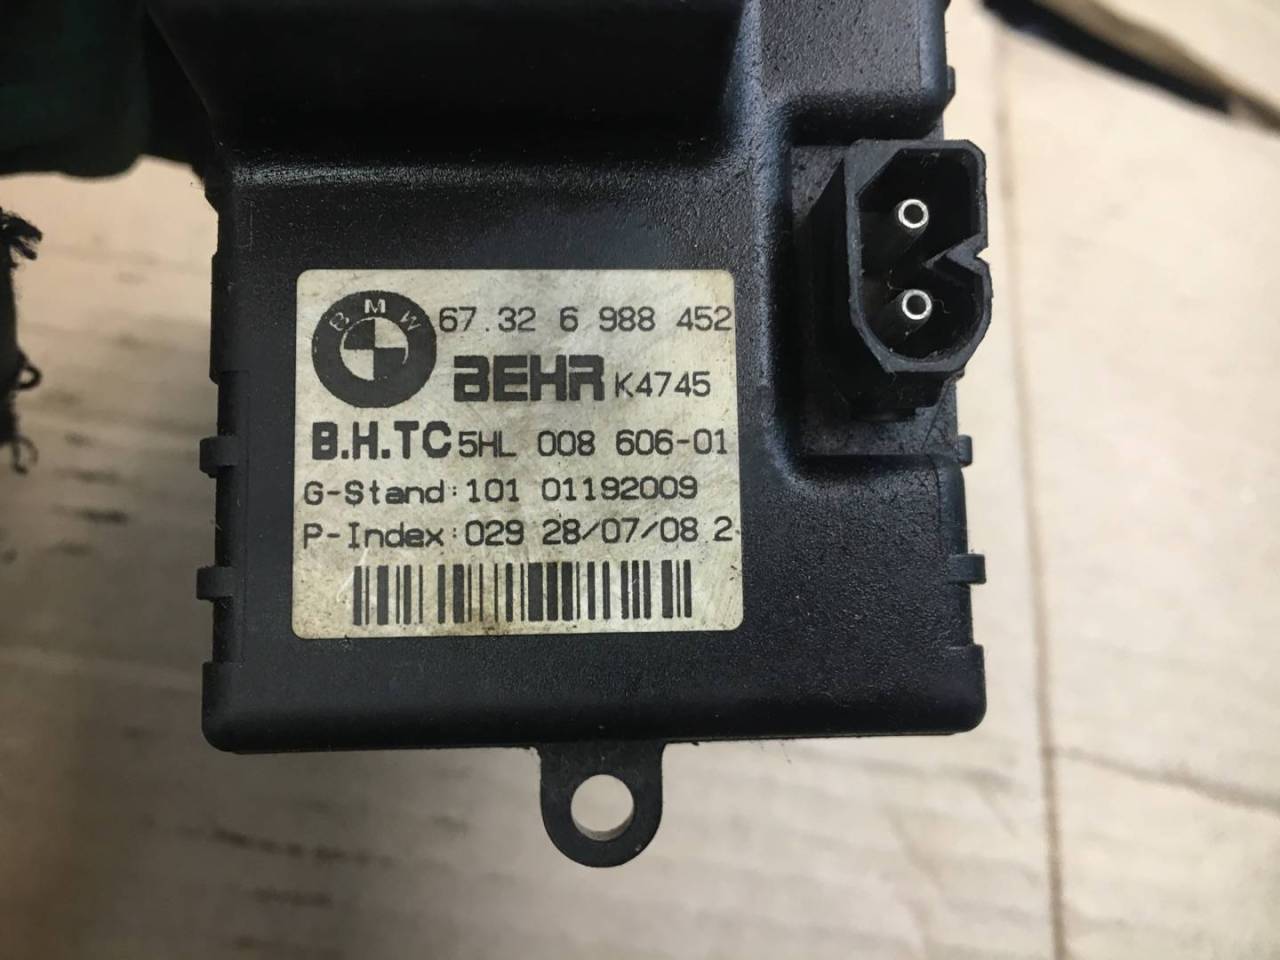 BMW 67.32 6 988 452
BEHR K4745
B.H.TC 5HL 008 606-01
G-Stand: 101 01192009
P-Index: 029 28/07/08 2